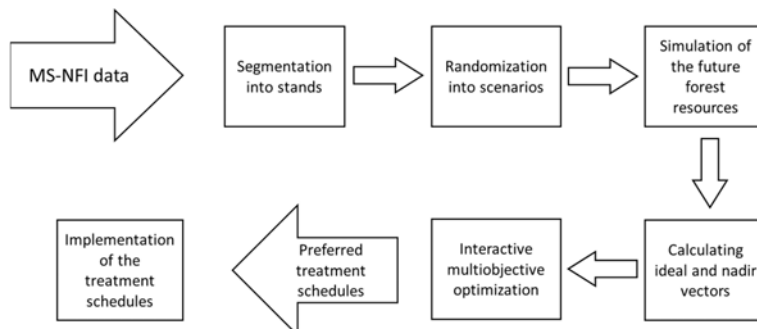 MS-NFI data
Segmentation
into stands
Randomization
into scenarios
Simulation of
the future
forest
resources
Calculating
ideal and nadir
vectors
Interactive
multiobjective
optimization
Preferred
treatment
schedules
Implementation
of the
treatment
schedules